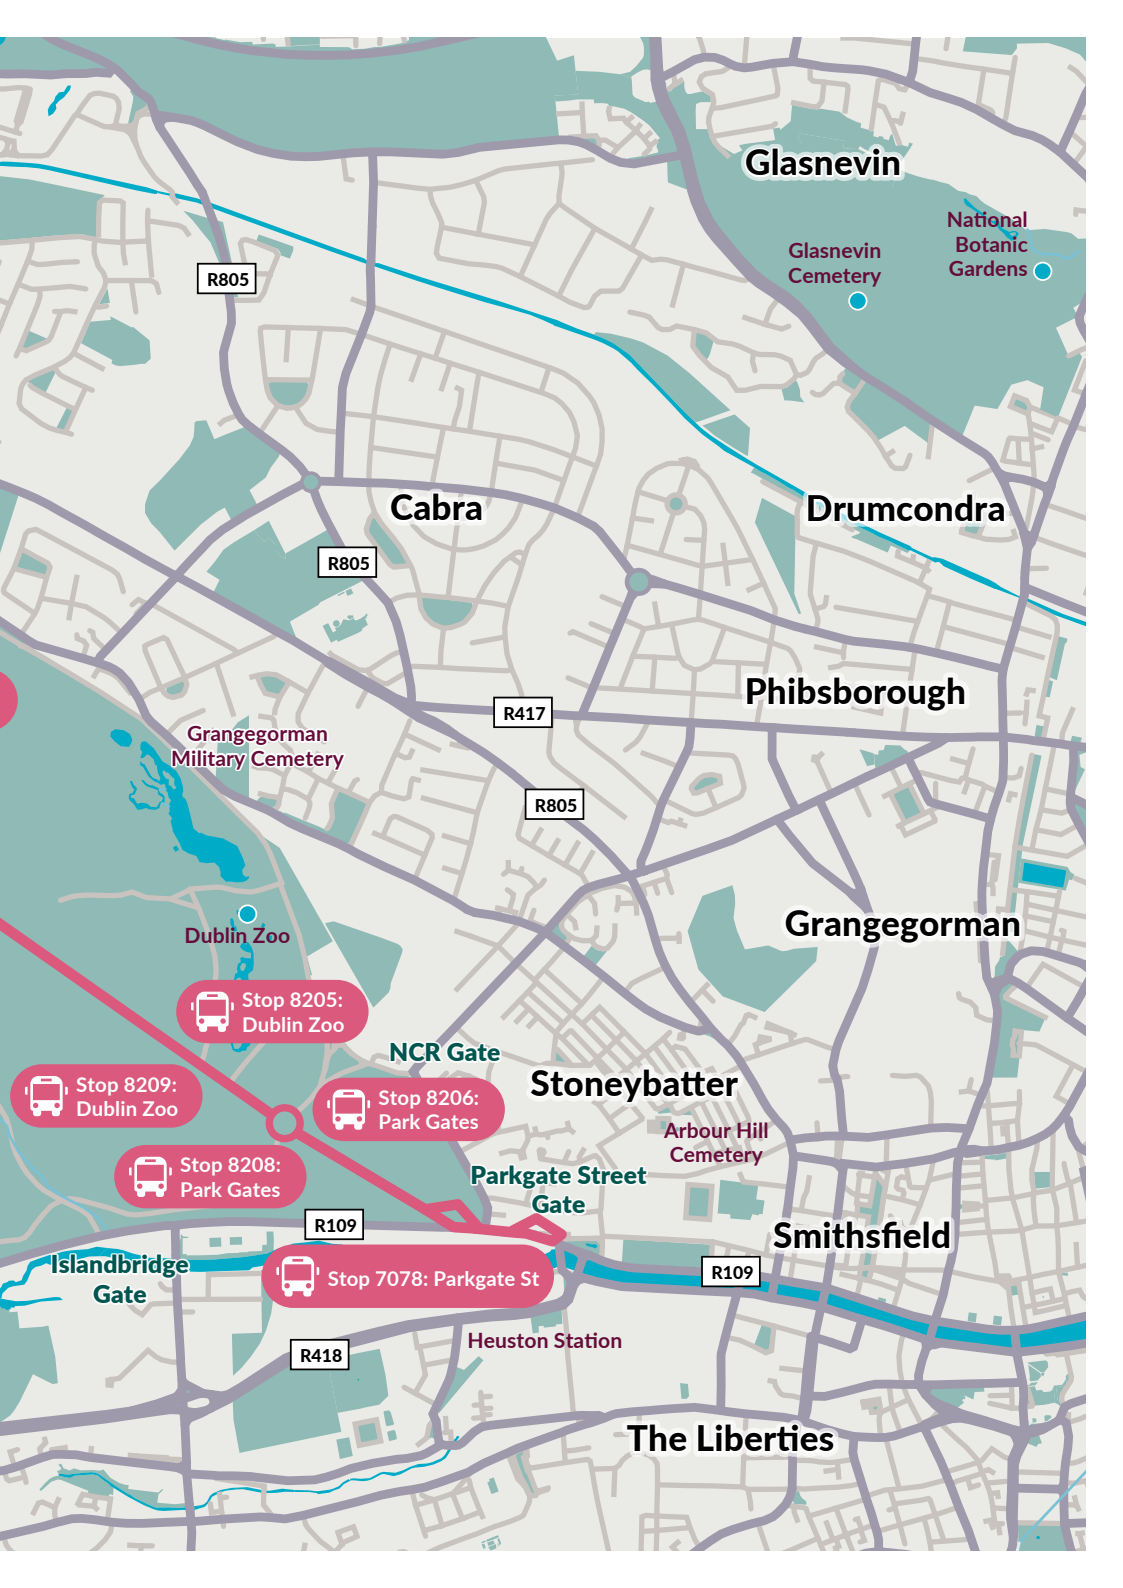 Glasnevin
National
Botanic
Gardens
Glasnevin
Cemetery
R805
Cabra
Drumcondra
R805
Phibsborough
R417
Grangegorman
Military Cemetery
R805
Grangegorman
Dublin Zoo
Stop 8205:
Dublin Zoo
NCR Gate
Stoneybatter
Stop 8209:
Dublin Zoo
Stop 8206:
Park Gates
Arbour Hill
Cemetery
Stop 8208:
Park Gates
Parkgate Street
Gate
R109
Smithsfield
Islandbridge
Gate
Stop 7078: Parkgate St
R109
Heuston Station
R418
The Liberties